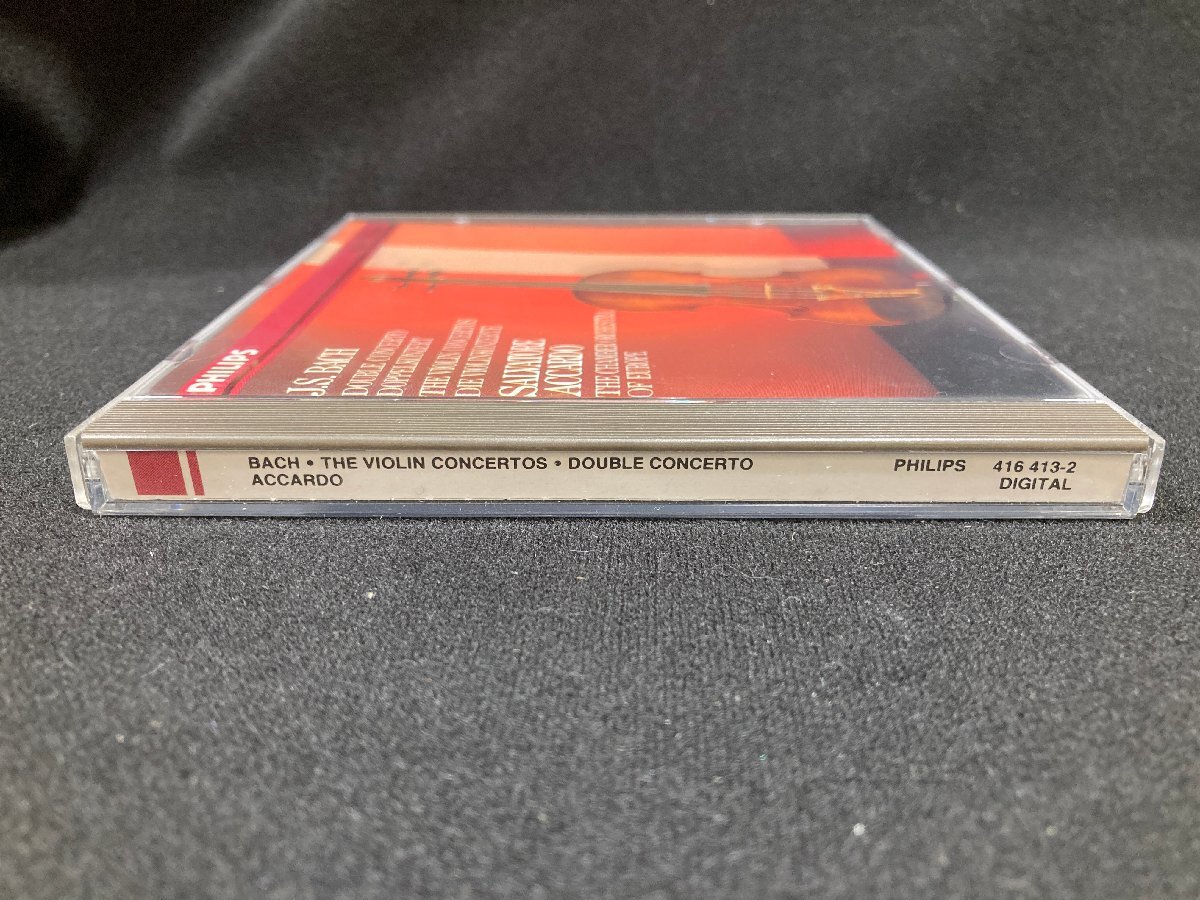 PHILIPS
J.S. BACH
DOUBLE CONCERTO
DOPPELKONZERT
THE VIOLIN CONCERTOS
DIE VIOLINKONZERTE
SALVATORE
ACCARDO
THE CHAMBER ORCHESTRA
OF EUROPE
BACH • THE VIOLIN CONCERTOS • DOUBLE CONCERTO
ACCARDO
PHILIPS 416 413-2
DIGITAL